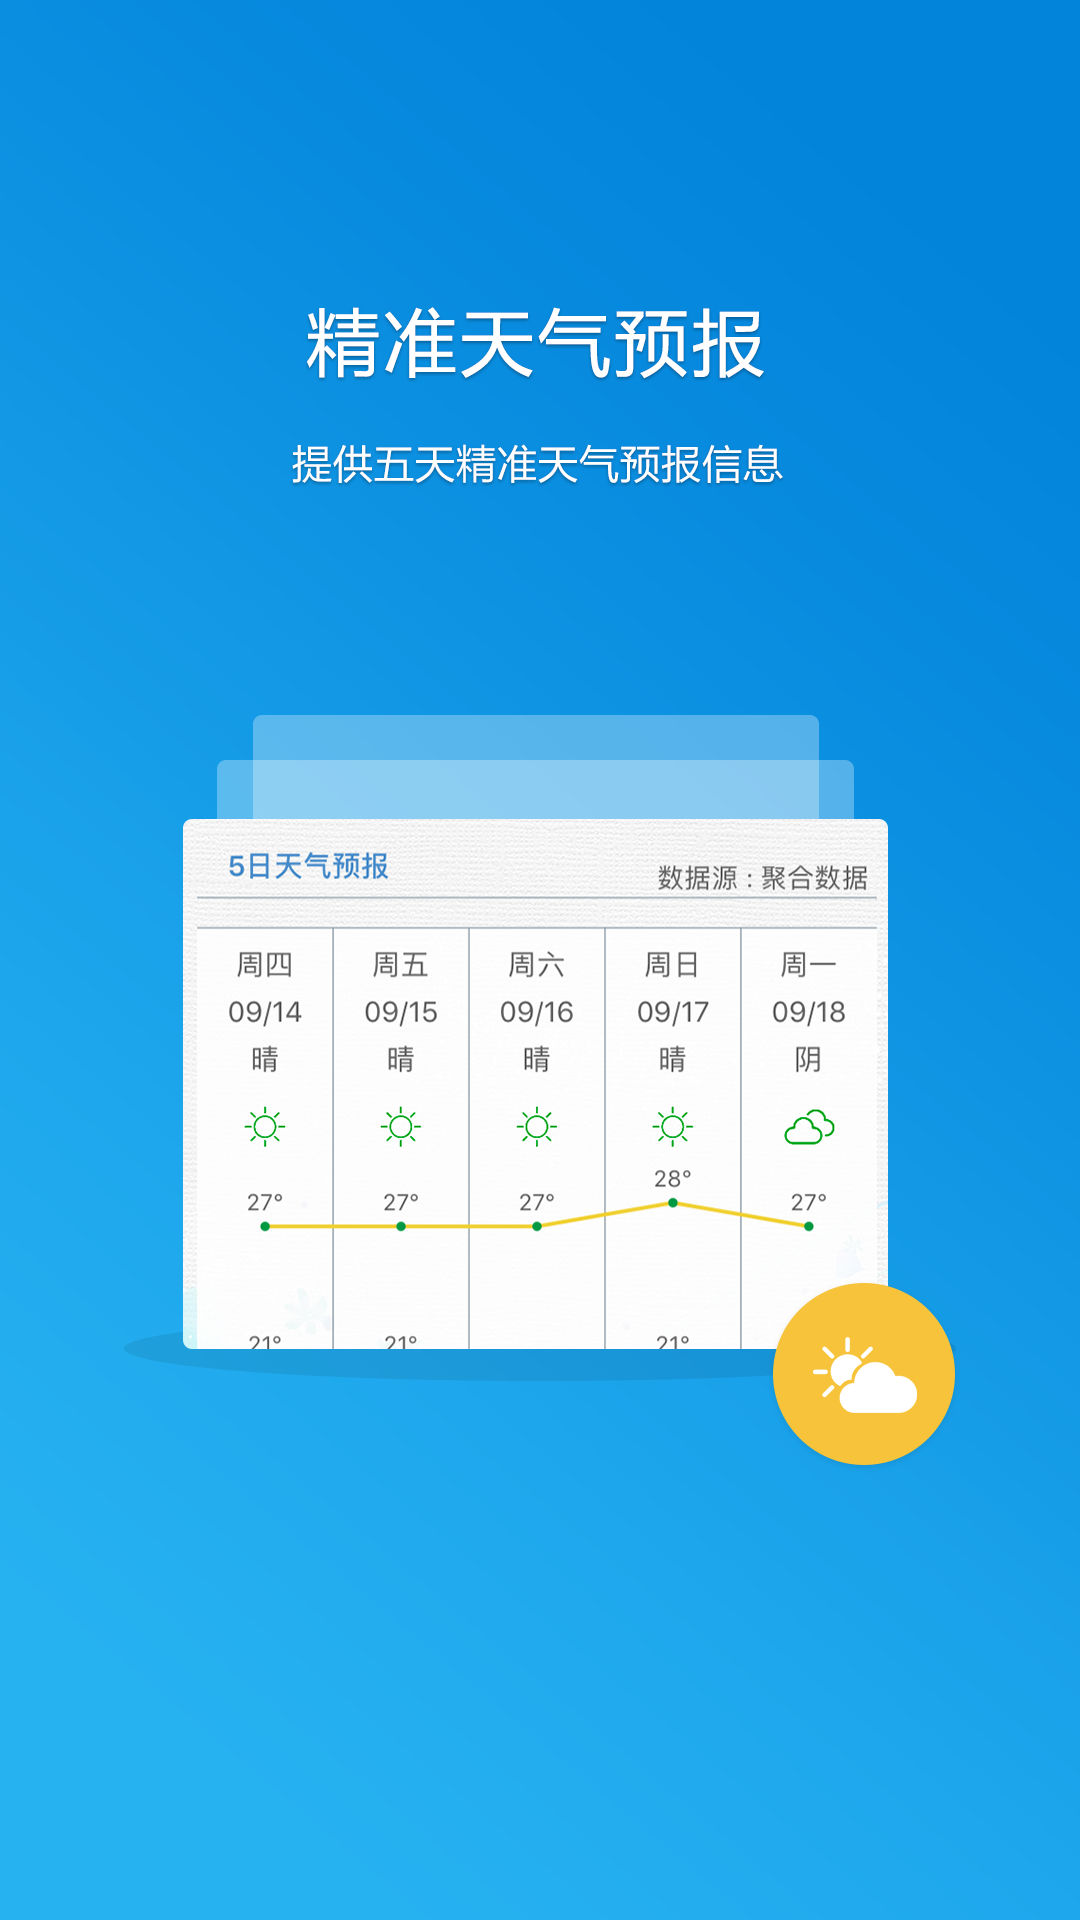 精准天气预报
提供五天精准天气预报信息
5日天气预报
数据源：聚合数据
周四 周五 周六 周日 周一
09/14 09/15 09/16 09/17 09/18
晴 晴 晴 晴 阴
28°
27° 27° 27° 27°
21° 21° 21°